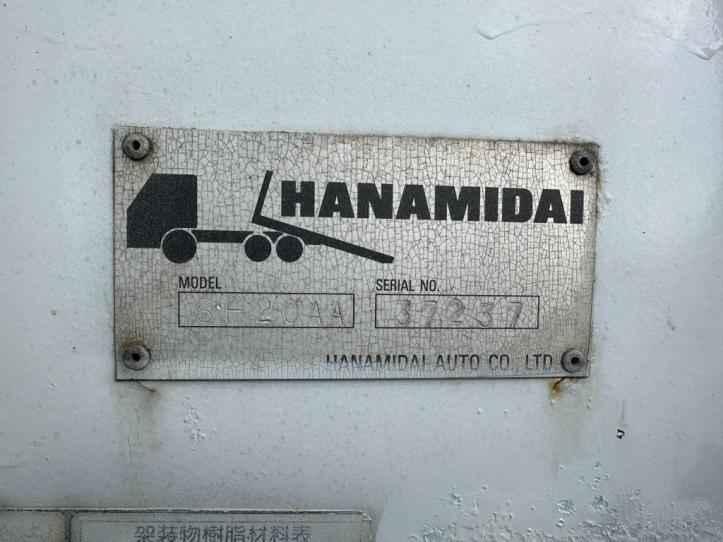 HANAMIDAI
MODEL
SERIAL NO.
37237
HANAMIDAI AUTO CO., LTD
架装物樹脂材料表